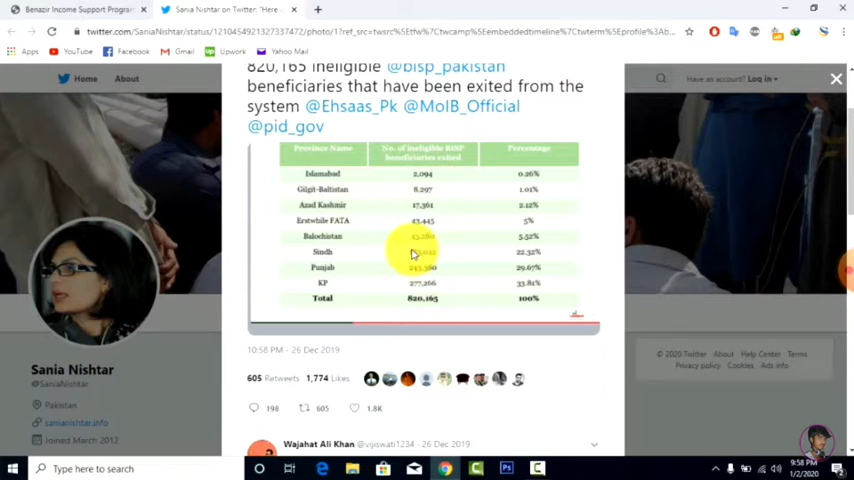 Benazir Income Support Progra
Sania Nishtar on Twitter: "Here
twitter.com/SaniaNishtar/status/1210454921327337472/photo/1?ref_src=twsrc%5Etfw%7Ctwcamp%5Etweetembed%7Ctwterm%5Eprofile%3Ab...
Apps YouTube Facebook Gmail Upwork Yahoo Mail
Home About
Have an account? Log in
820,165 ineligible @bisp_pakistan
beneficiaries that have been exited from the
system @Ehsaas_Pk @MoIB_Official
@pid_gov
Province Name No. of ineligible BISP beneficiaries exited Percentage
Islamabad 2,094 0.26%
Gilgit-Baltistan 8,297 1.01%
Azad Kashmir 17,361 2.12%
Erstwhile FATA 43,445 5%
Balochistan 5.52%
Sindh 22.32%
Punjab 243,380 29.67%
KP 277,266 33.81%
Total 820,165 100%
10:58 PM - 26 Dec 2019
605 Retweets 1,774 Likes
198 605 1.8K
Wajahat Ali Khan @vijiswati1234 · 26 Dec 2019
Sania Nishtar
@SaniaNishtar
Pakistan
sanianishtar.info
Joined March 2012
© 2020 Twitter About Help Center Terms
Privacy policy Cookies Ads info
Type here to search
9:58 PM
1/2/2020